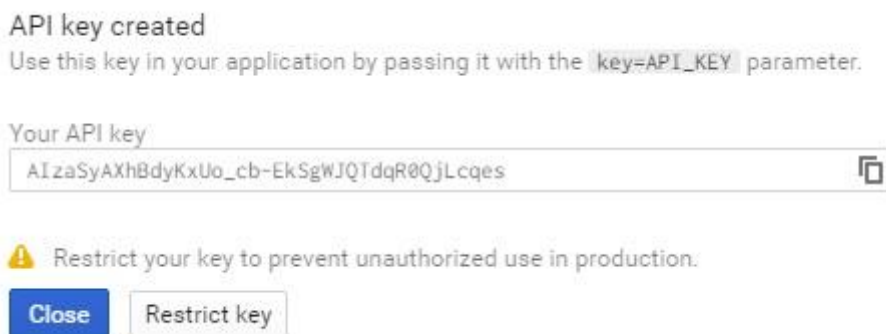 API key created
Use this key in your application by passing it with the key=API_KEY parameter.
Your API key
AIzaSyAXhBdyKxUo_cb-EkSgWJQTdqR0QjLcqes
Restrict your key to prevent unauthorized use in production.
Close Restrict key